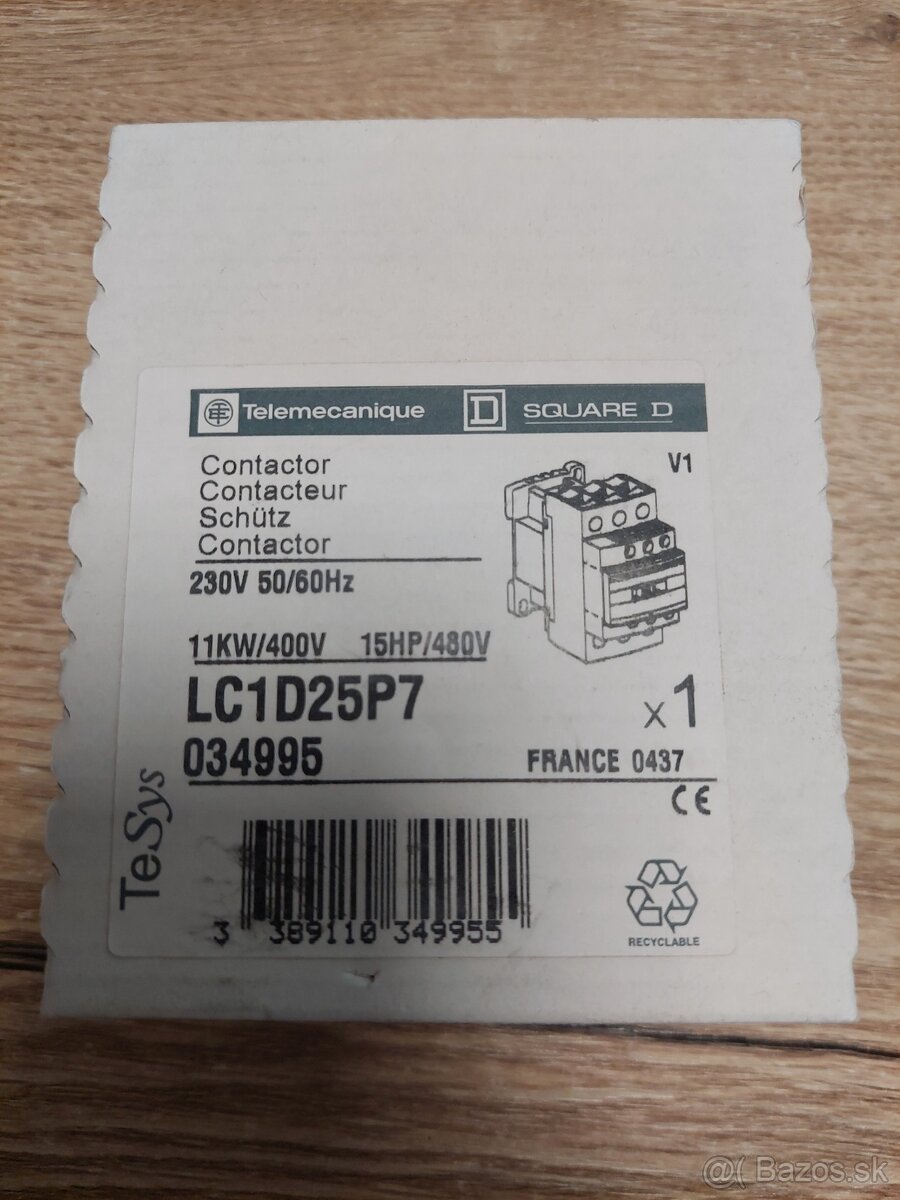 Telemecanique
D SQUARE D
Contactor
Contacteur
Schütz
Contactor
V1
230V 50/60Hz
11KW/400V 15HP/480V
LC1D25P7
x 1
034995
FRANCE 0437
CE
TeSys
3 389110 349955
RECYCLABLE
@( Bazos.sk